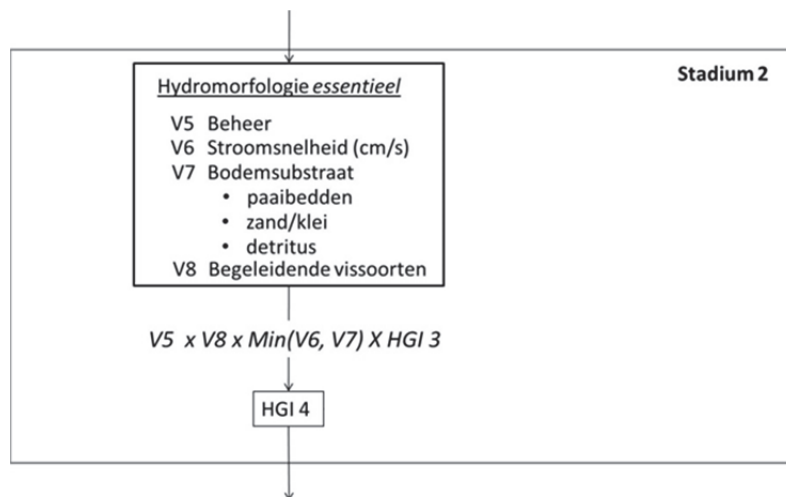 Stadium 2
Hydromorfologie essentieel
V5 Beheer
V6 Stroomsnelheid (cm/s)
V7 Bodemsubstraat
• paaibedden
• zand/klei
• detritus
V8 Begeleidende vissoorten
V5 x V8 x Min(V6, V7) X HGI 3
HGI 4